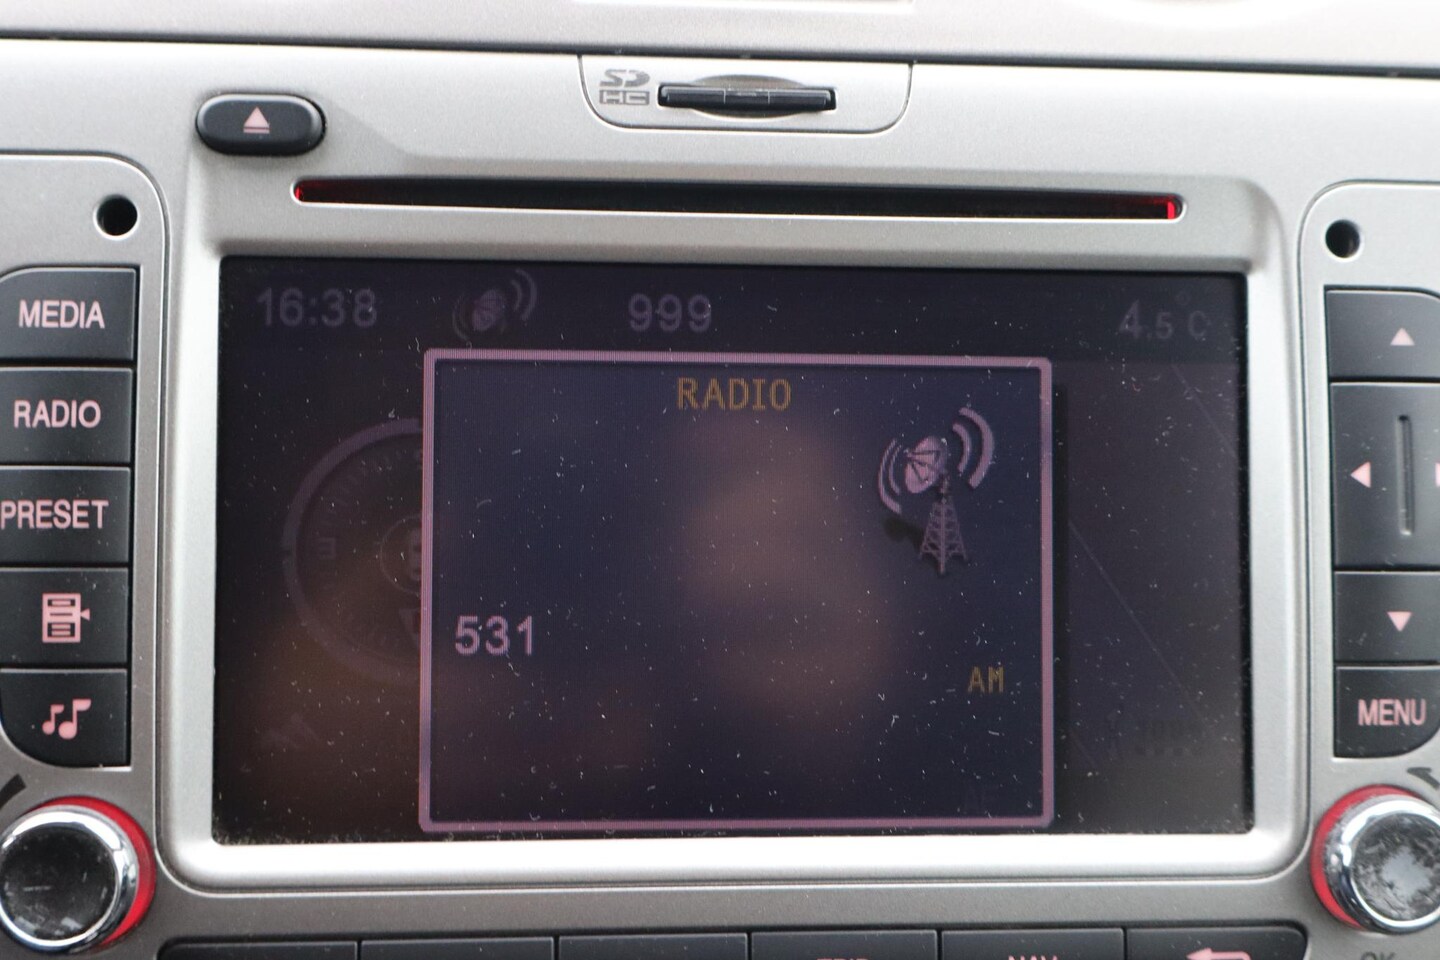 SD
HC
16:38 999 4.5 C
RADIO
531
AM
MEDIA
RADIO
PRESET
MENU